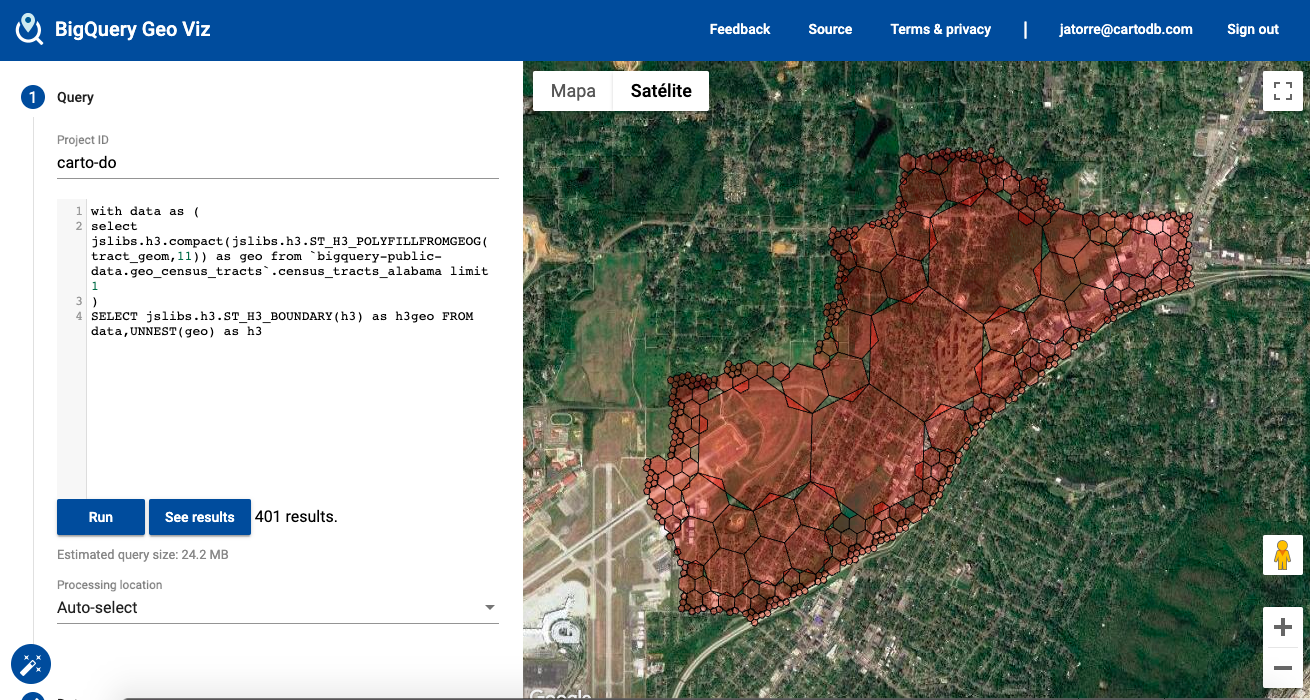 BigQuery Geo Viz
Feedback Source Terms & privacy | jatorre@cartodb.com Sign out
1 Query
Project ID
carto-do
1 with data as (
2 select
jslibs.h3.compact(jslibs.h3.ST_H3_POLYFILLFROMGEOG(
tract_geom,11)) as geo from `bigquery-public-
data.geo_census_tracts`.census_tracts_alabama limit
1
3 )
4 SELECT jslibs.h3.ST_H3_BOUNDARY(h3) as h3geo FROM
data,UNNEST(geo) as h3
Run See results 401 results.
Estimated query size: 24.2 MB
Processing location
Auto-select
Mapa Satélite
Google